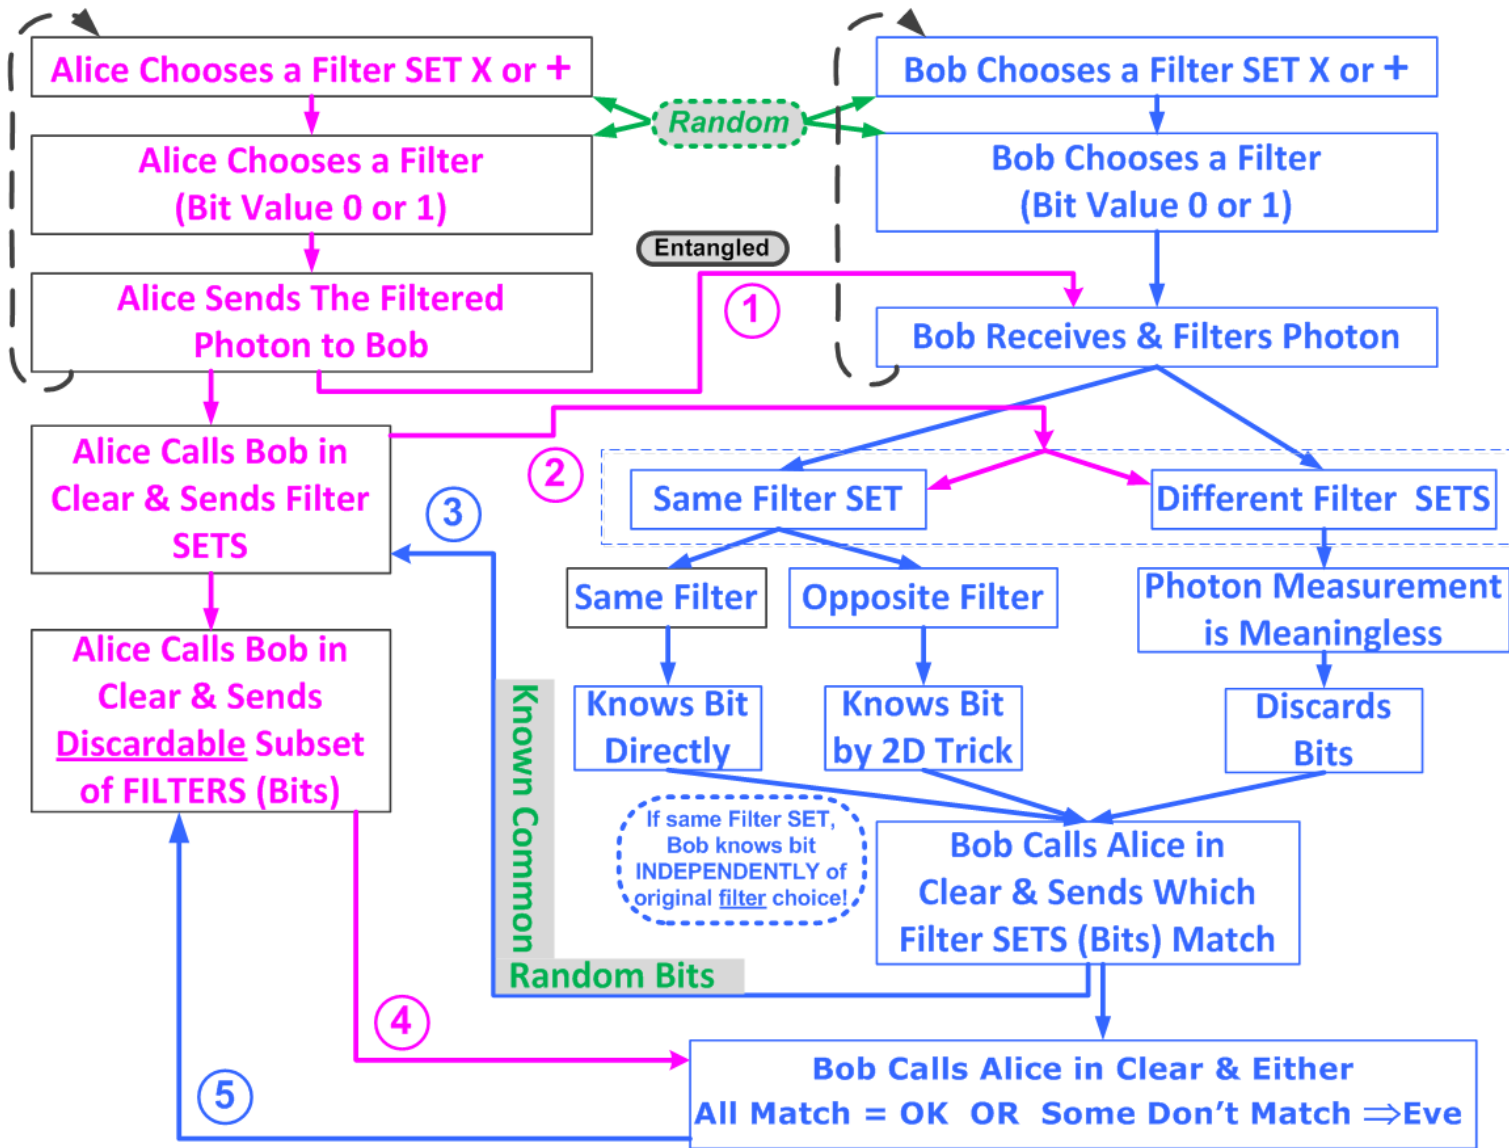 Alice Chooses a Filter SET X or +
Bob Chooses a Filter SET X or +
Random
Alice Chooses a Filter
(Bit Value 0 or 1)
Bob Chooses a Filter
(Bit Value 0 or 1)
Entangled
Alice Sends The Filtered
Photon to Bob
1
Bob Receives & Filters Photon
Alice Calls Bob in
Clear & Sends Filter
SETS
2
3
Same Filter SET
Different Filter SETS
Same Filter
Opposite Filter
Photon Measurement
is Meaningless
Alice Calls Bob in
Clear & Sends
Discardable Subset
of FILTERS (Bits)
Known Common
Random Bits
Knows Bit
Directly
Knows Bit
by 2D Trick
Discards
Bits
If same Filter SET,
Bob knows bit
INDEPENDENTLY of
original filter choice!
Bob Calls Alice in
Clear & Sends Which
Filter SETS (Bits) Match
4
5
Bob Calls Alice in Clear & Either
All Match = OK OR Some Don't Match ⇒Eve